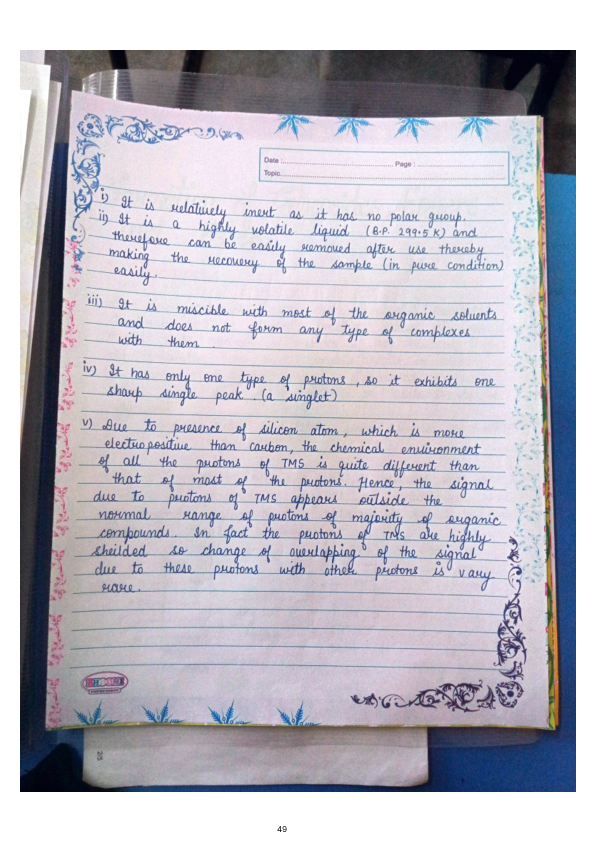 Date : Page :
Topic
i) It is relatively inert as it has no polar group.
ii) It is a highly volatile liquid (B.P. 299.5 K) and
therefore can be easily removed after use thereby
making the recovery of the sample (in pure condition)
easily.
iii) It is miscible with most of the organic solvents
and does not form any type of complexes
with them
iv) It has only one type of protons, so it exhibits one
sharp single peak. (a singlet)
v) Due to presence of silicon atom, which is more
electropositive than carbon, the chemical environment
of all the protons of TMS is quite different than
that of most of the protons. Hence, the signal
due to protons of TMS appears outside the
normal range of protons of majority of organic
compounds. In fact the protons of TMS are highly
sheilded so change of overlapping of the signal
due to these protons with other protons is vary
rare.
25
49